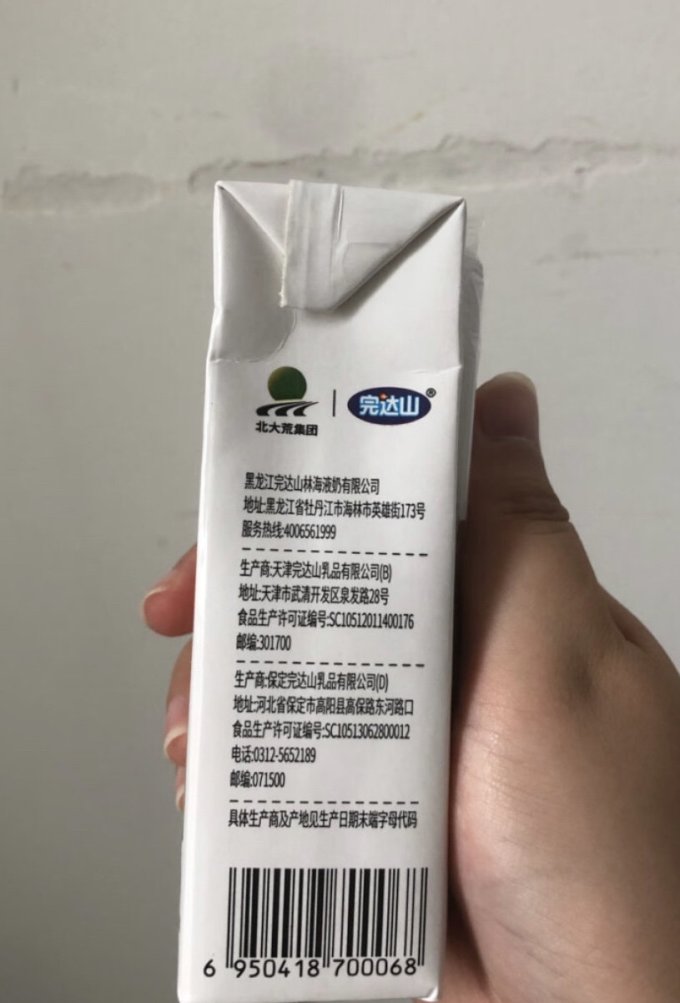 北大荒集团
完达山®
黑龙江完达山林海液奶有限公司
地址:黑龙江省牡丹江市海林市英雄街173号
服务热线:4006561999
生产商:天津完达山乳品有限公司(B)
地址:天津市武清开发区泉发路28号
食品生产许可证编号:SC10512011400176
邮编:301700
生产商:保定完达山乳品有限公司(D)
地址:河北省保定市高阳县高保路东河路口
食品生产许可证编号:SC10513062800012
电话:0312-5652189
邮编:071500
具体生产商及产地见生产日期末端字母代码
6 950418 700068